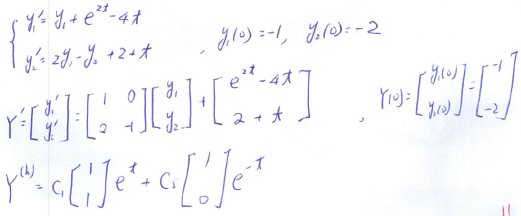 { y₁' = y₁ + e^{2t} - 4t
{ y₂' = 2y₁ - y₂ + 2 + t , y₁(0) = -1, y₂(0) = -2
Y' = [y₁' ; y₂'] = [1 0 ; 2 -1] [y₁ ; y₂] + [e^{2t} - 4t ; 2 + t] , Y(0) = [y₁(0) ; y₂(0)] = [-1 ; -2]
Y^{(h)} = C₁ [1 ; 1] e^t + C₂ [1 ; 0] e^{-t}
11